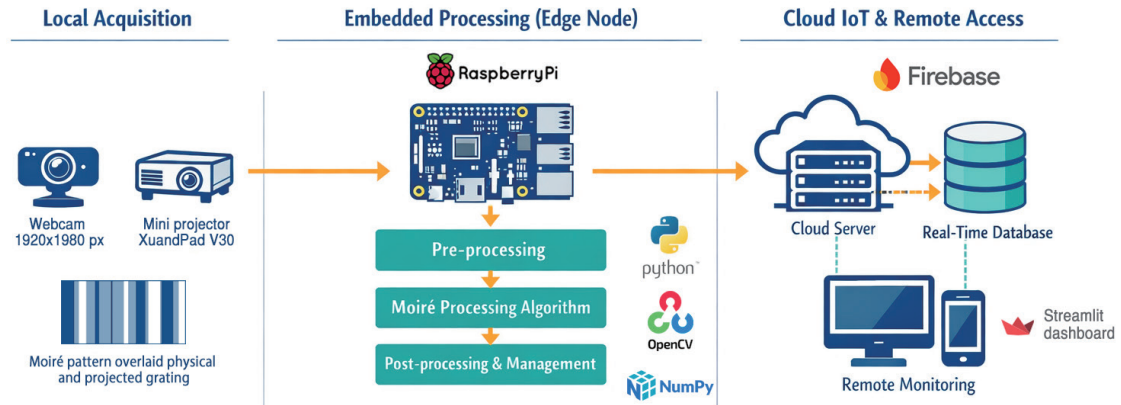 Local Acquisition
Embedded Processing (Edge Node)
Cloud IoT & Remote Access
RaspberryPi
Firebase
Webcam
1920x1980 px
Mini projector
XuandPad V30
Moiré pattern overlaid physical
and projected grating
Pre-processing
Moiré Processing Algorithm
Post-processing & Management
python™
OpenCV
NumPy
Cloud Server
Real-Time Database
Streamlit
dashboard
Remote Monitoring